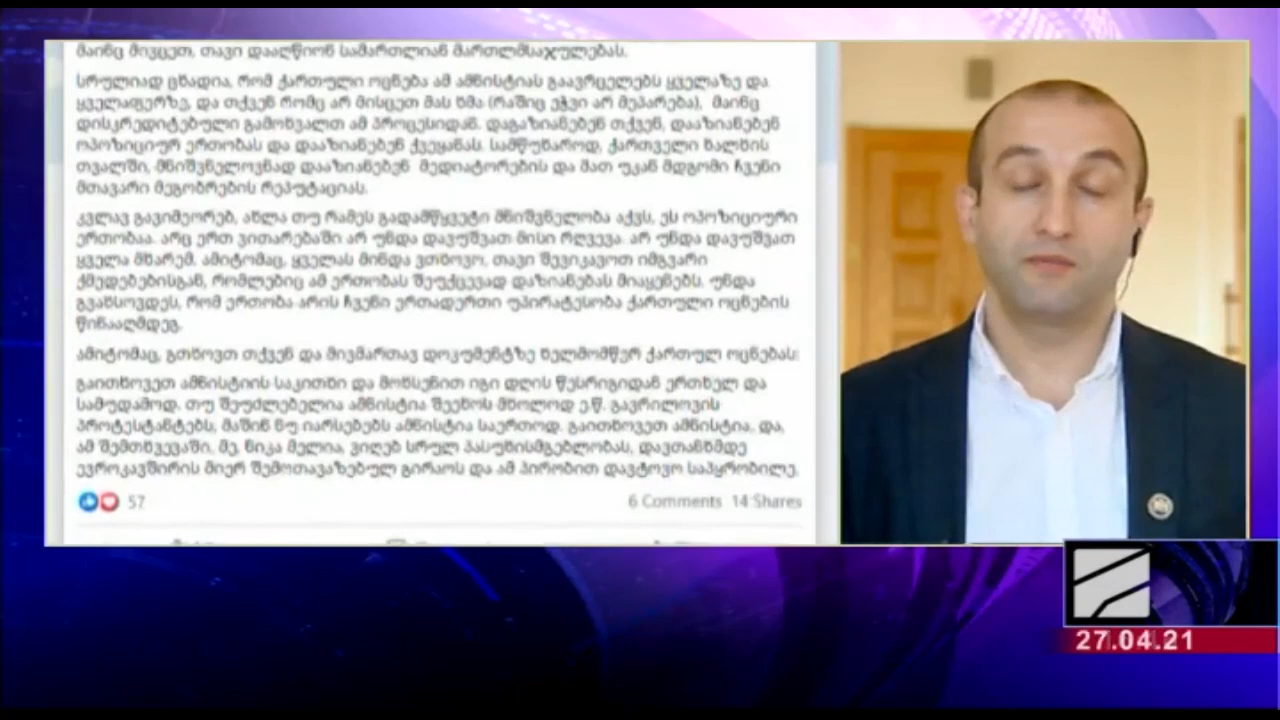 მაინც მივცეთ, თავი დააღწიონ სამართლიან მართლმსაჯულებას.
სრულიად ცხადია, რომ ქართული ოცნება ამ ამნისტიას გაავრცელებს ყველაზე და
ყველაფერზე, და თქვენ რომც არ მისცეთ მას ხმა (რაშიც ეჭვი არ მეპარება), მაინც
დისკრედიტებული გამოხვალთ ამ პროცესიდან. დაგაზიანებენ თქვენ, დააზიანებენ
ოპოზიციურ ერთობას და დააზიანებენ ქვეყანას. სამწუხაროდ, ქართველი ხალხის
თვალში, მნიშვნელოვნად დააზიანებენ მედიატორების და მათ უკან მდგომი ჩვენი
მთავარი მეგობრების რეპუტაციას.
კვლავ გავიმეორებ, ახლა თუ რამეს გადამწყვეტი მნიშვნელობა აქვს, ეს ოპოზიციური
ერთობაა. არც ერთ ვითარებაში არ უნდა დავუშვათ მისი რღვევა. არ უნდა დავუშვათ
ყველა მხარემ. ამიტომაც, ყველას მინდა ვთხოვო, თავი შევიკავოთ იმგვარი
ქმედებებისგან, რომლებიც ამ ერთობას შეუქცევად დაზიანებას მიაყენებს. უნდა
გვახსოვდეს, რომ ერთობა არის ჩვენი ერთადერთი უპირატესობა ქართული ოცნების
წინააღმდეგ.
ამიტომაც, გთხოვთ თქვენ და მივმართავ დოკუმენტზე ხელმომწერ ქართულ ოცნებას:
გაითხოვეთ ამნისტიის საკითხი და მოხსენით იგი დღის წესრიგიდან ერთხელ და
სამუდამოდ. თუ შეუძლებელია ამნისტია შეეხოს მხოლოდ ე.წ. გავრილოვის
პროტესტანტებს, მაშინ ნუ იარსებებს ამნისტია საერთოდ. გაითხოვეთ ამნისტია, და,
ამ შემთხვევაში, მე, ნიკა მელია, ვიღებ სრულ პასუხისმგებლობას, დავთანხმდე
ევროკავშირის მიერ შემოთავაზებულ გირაოს და ამ პირობით დავტოვო საპყრობილე.
57
6 Comments 14 Shares
27.04.21